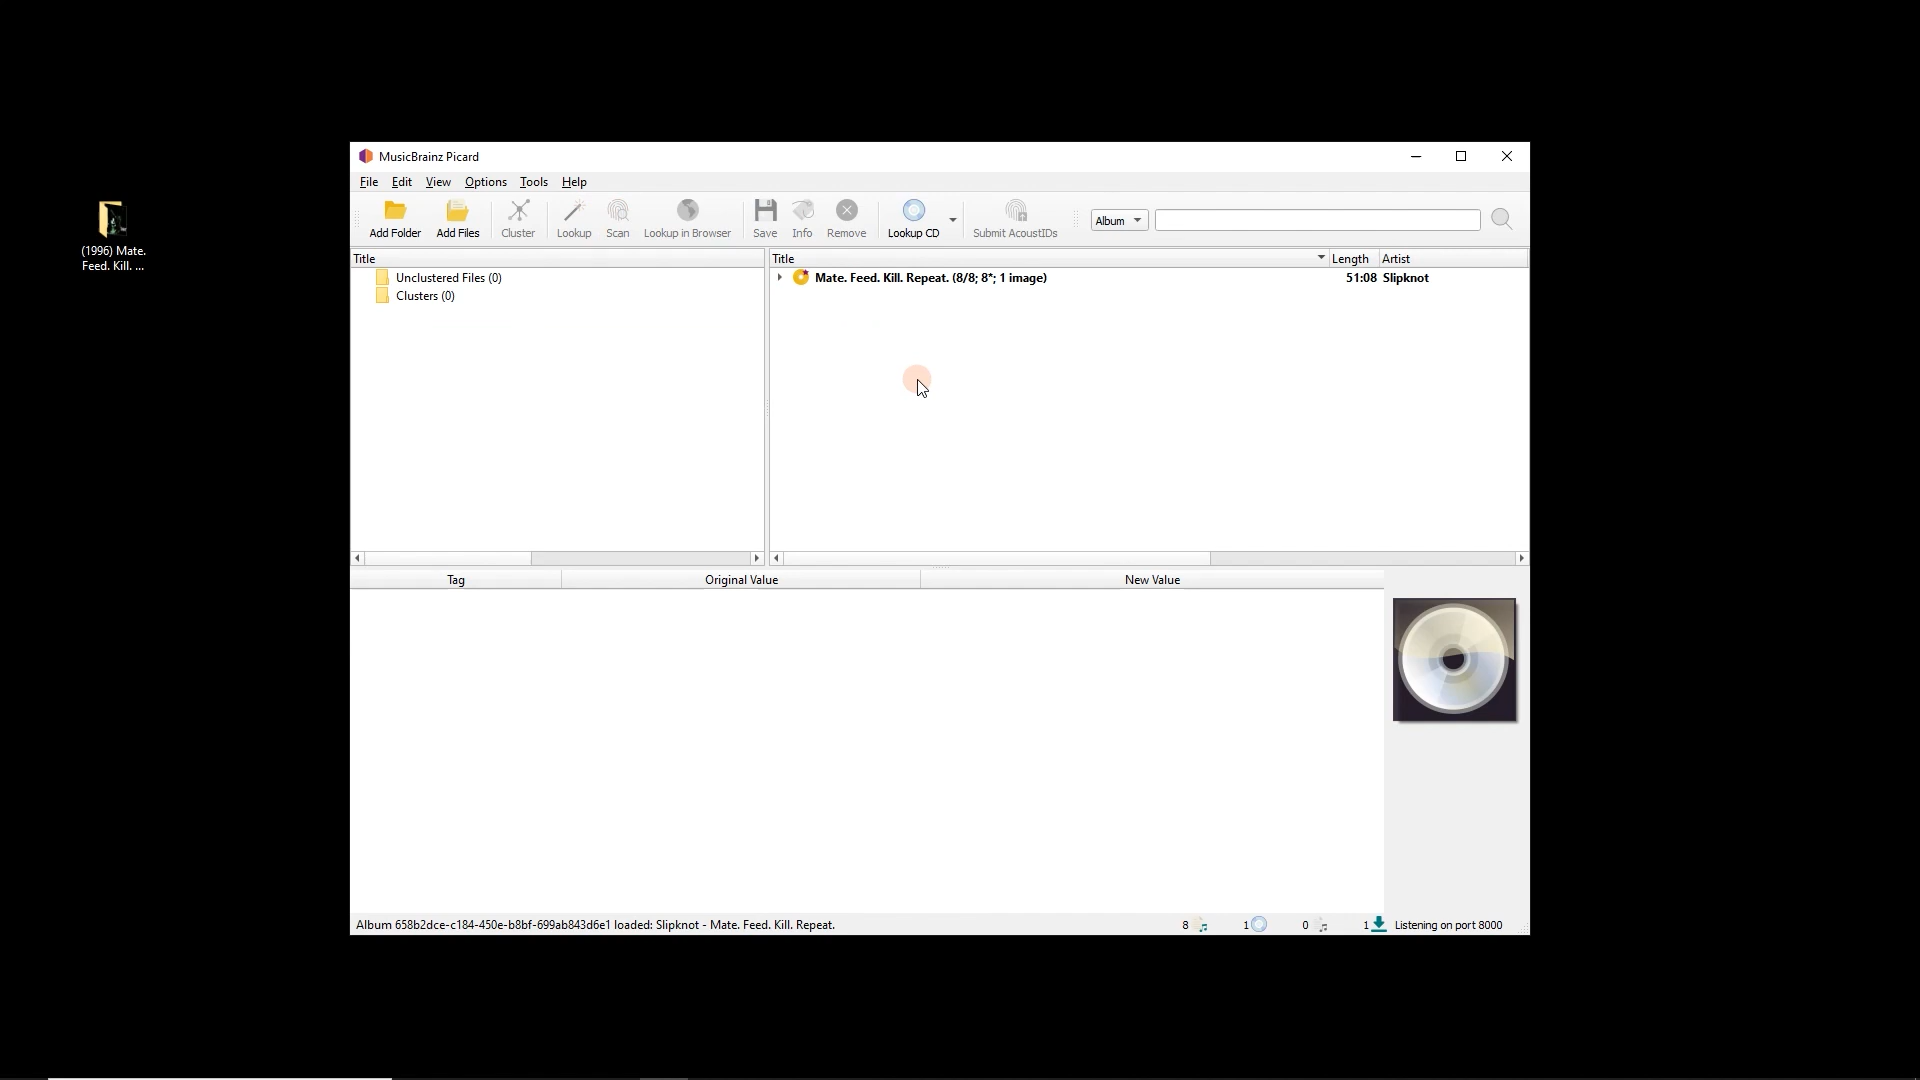 (1996) Mate.
Feed. Kill. ...
MusicBrainz Picard
File Edit View Options Tools Help
Add Folder Add Files Cluster Lookup Scan Lookup in Browser Save Info Remove Lookup CD Submit AcoustIDs Album
Title
Unclustered Files (0)
Clusters (0)
Title Length Artist
Mate. Feed. Kill. Repeat. (8/8; 8*; 1 image) 51:08 Slipknot
Tag Original Value New Value
Album 658b2dce-c184-450e-b8bf-699ab843d6e1 loaded: Slipknot - Mate. Feed. Kill. Repeat. 8 1 0 1 Listening on port 8000